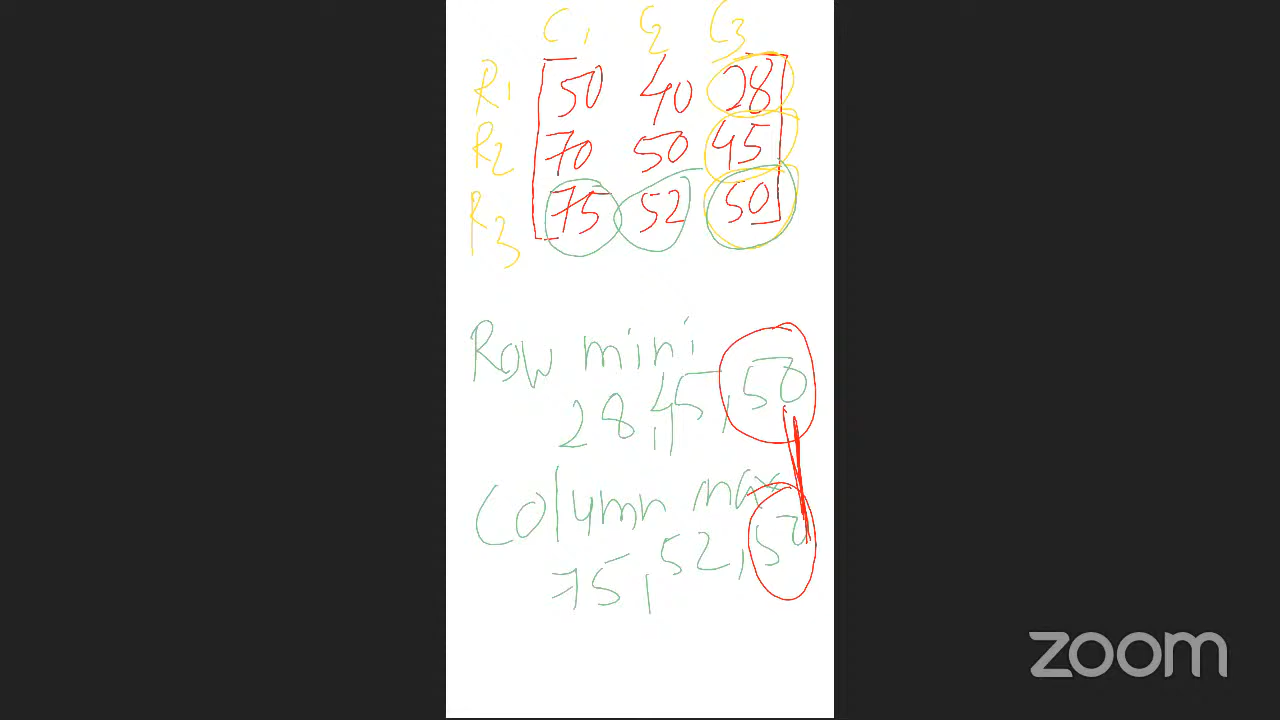 C1 C2 C3
R1 50 40 28
R2 70 50 45
R3 75 52 50
Row mini
28, 45, 50
Column max
75, 52, 50
zoom